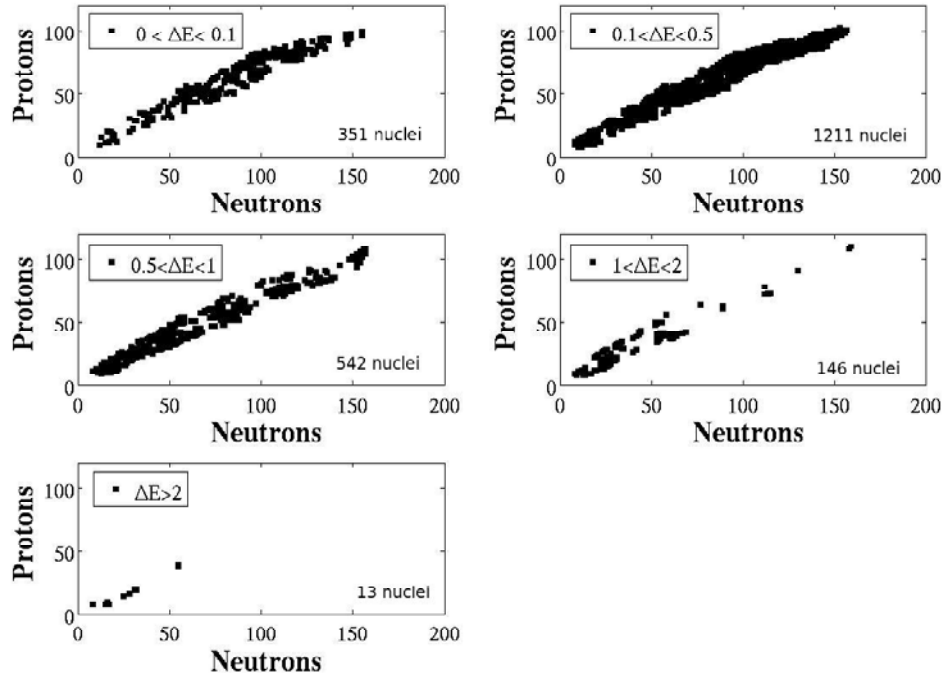 Protons
100
50
0
0 < ΔE< 0.1
351 nuclei
0 50 100 150 200
Neutrons
Protons
100
50
0
0.1<ΔE<0.5
1211 nuclei
0 50 100 150 200
Neutrons
Protons
100
50
0
0.5<ΔE<1
542 nuclei
0 50 100 150 200
Neutrons
Protons
100
50
0
1<ΔE<2
146 nuclei
0 50 100 150 200
Neutrons
Protons
100
50
0
ΔE>2
13 nuclei
0 50 100 150 200
Neutrons